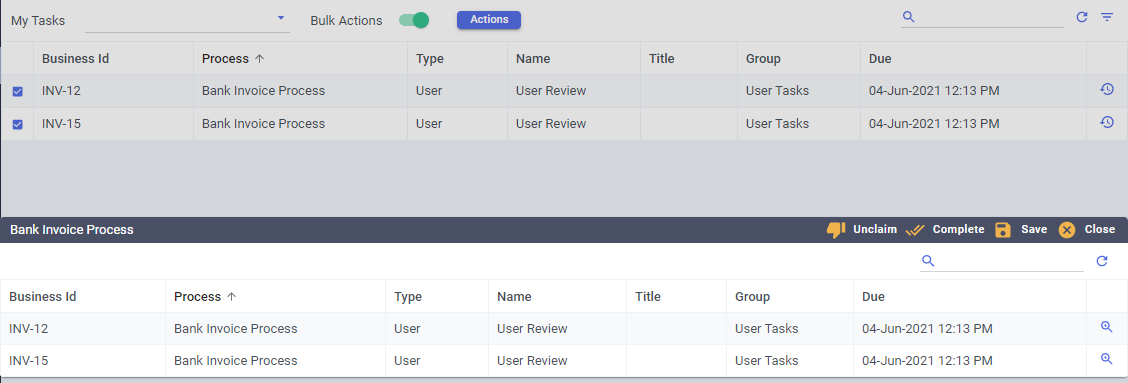 My Tasks Bulk Actions Actions
Business Id Process Type Name Title Group Due
INV-12 Bank Invoice Process User User Review User Tasks 04-Jun-2021 12:13 PM
INV-15 Bank Invoice Process User User Review User Tasks 04-Jun-2021 12:13 PM
Bank Invoice Process Unclaim Complete Save Close
Business Id Process Type Name Title Group Due
INV-12 Bank Invoice Process User User Review User Tasks 04-Jun-2021 12:13 PM
INV-15 Bank Invoice Process User User Review User Tasks 04-Jun-2021 12:13 PM